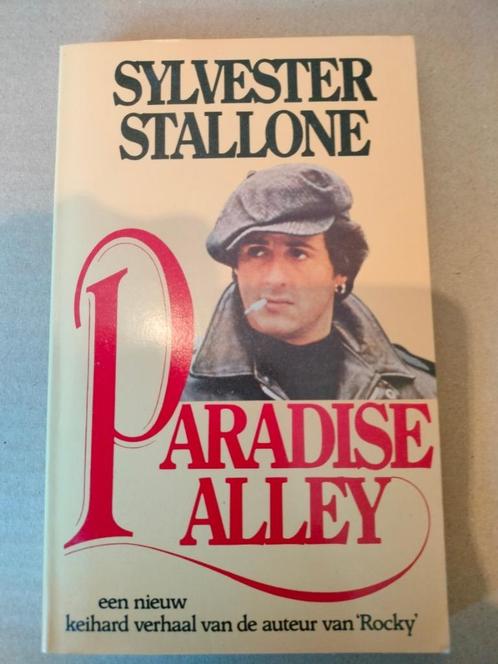 SYLVESTER
STALLONE
PARADISE
ALLEY
een nieuw
keihard verhaal van de auteur van 'Rocky'